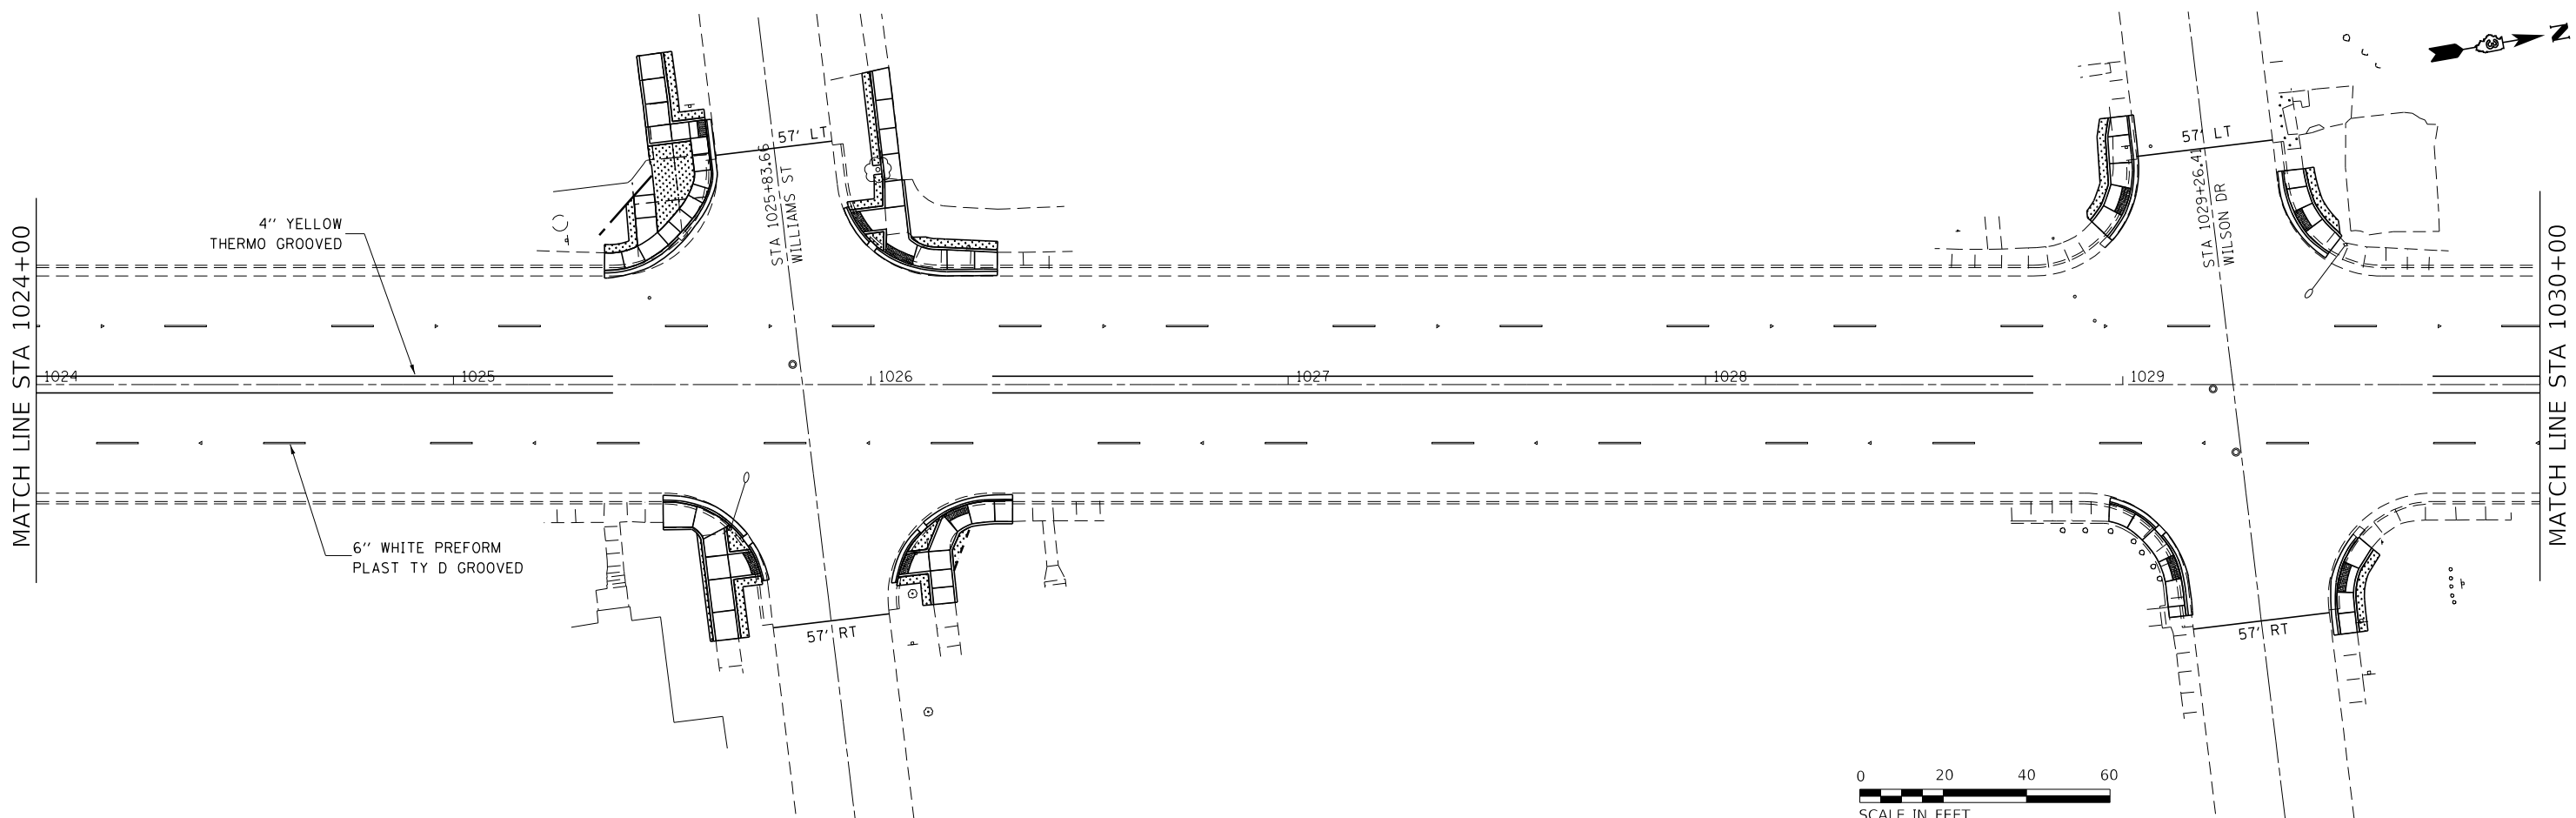 N
57' LT
57' LT
STA 1025+83.66
WILLIAMS ST
STA 1029+26.41
WILSON DR
4" YELLOW
THERMO GROOVED
MATCH LINE STA 1024+00
MATCH LINE STA 1030+00
1024
1025
1026
1027
1028
1029
6" WHITE PREFORM
PLAST TY D GROOVED
57' RT
57' RT
0 20 40 60
SCALE IN FEET